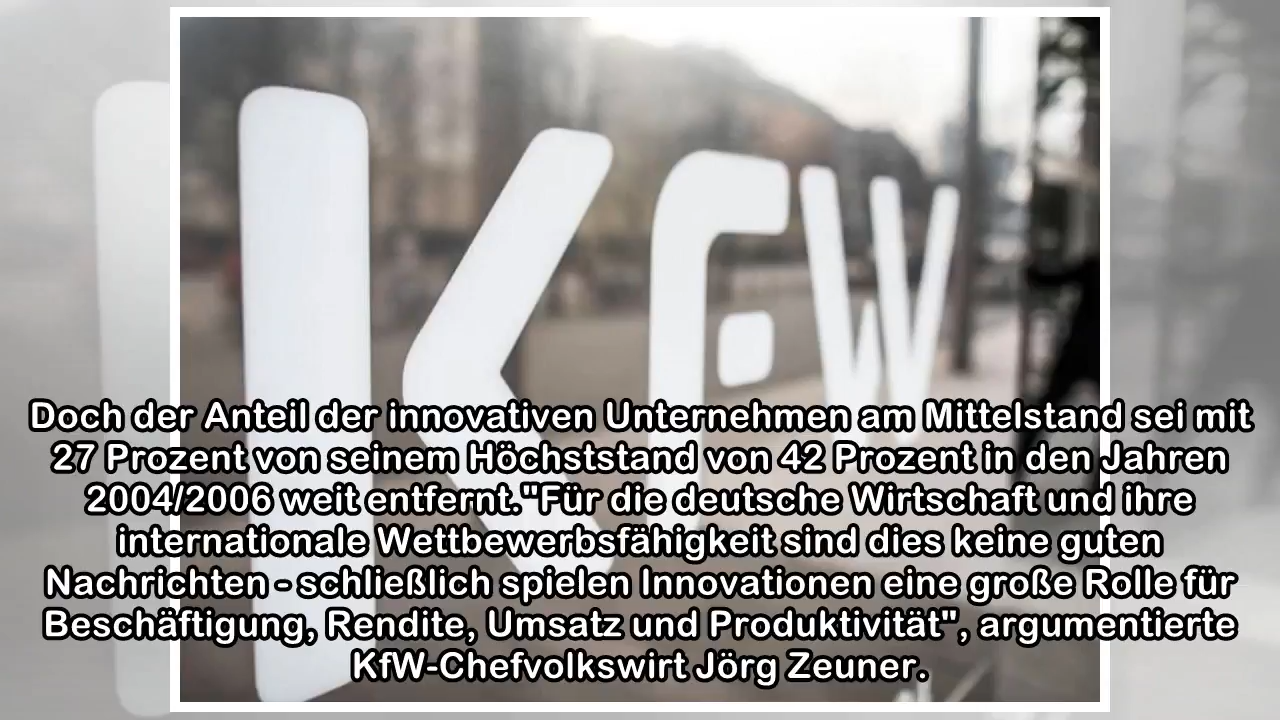 KfW
Doch der Anteil der innovativen Unternehmen am Mittelstand sei mit
27 Prozent von seinem Höchststand von 42 Prozent in den Jahren
2004/2006 weit entfernt."Für die deutsche Wirtschaft und ihre
internationale Wettbewerbsfähigkeit sind dies keine guten
Nachrichten - schließlich spielen Innovationen eine große Rolle für
Beschäftigung, Rendite, Umsatz und Produktivität", argumentierte
KfW-Chefvolkswirt Jörg Zeuner.